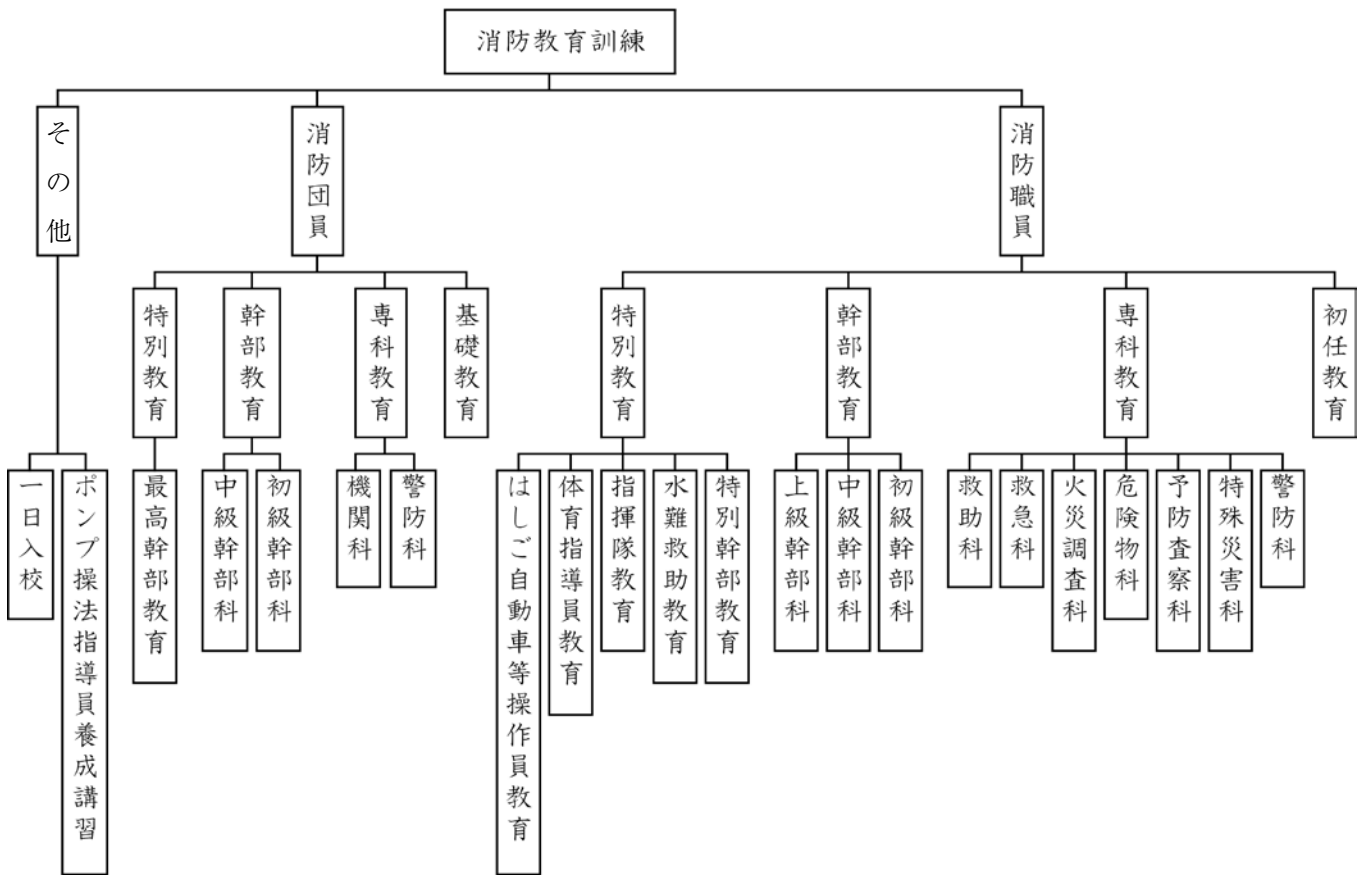 消防教育訓練
消防職員
消防団員
その他
初任教育
専科教育
幹部教育
特別教育
基礎教育
専科教育
幹部教育
特別教育
警防科
特殊災害科
予防査察科
危険物科
火災調査科
救急科
救助科
初級幹部科
中級幹部科
上級幹部科
特別幹部教育
水難救助教育
指揮隊教育
体育指導員教育
はしご自動車等操作員教育
警防科
機関科
初級幹部科
中級幹部科
最高幹部教育
ポンプ操法指導員養成講習
一日入校